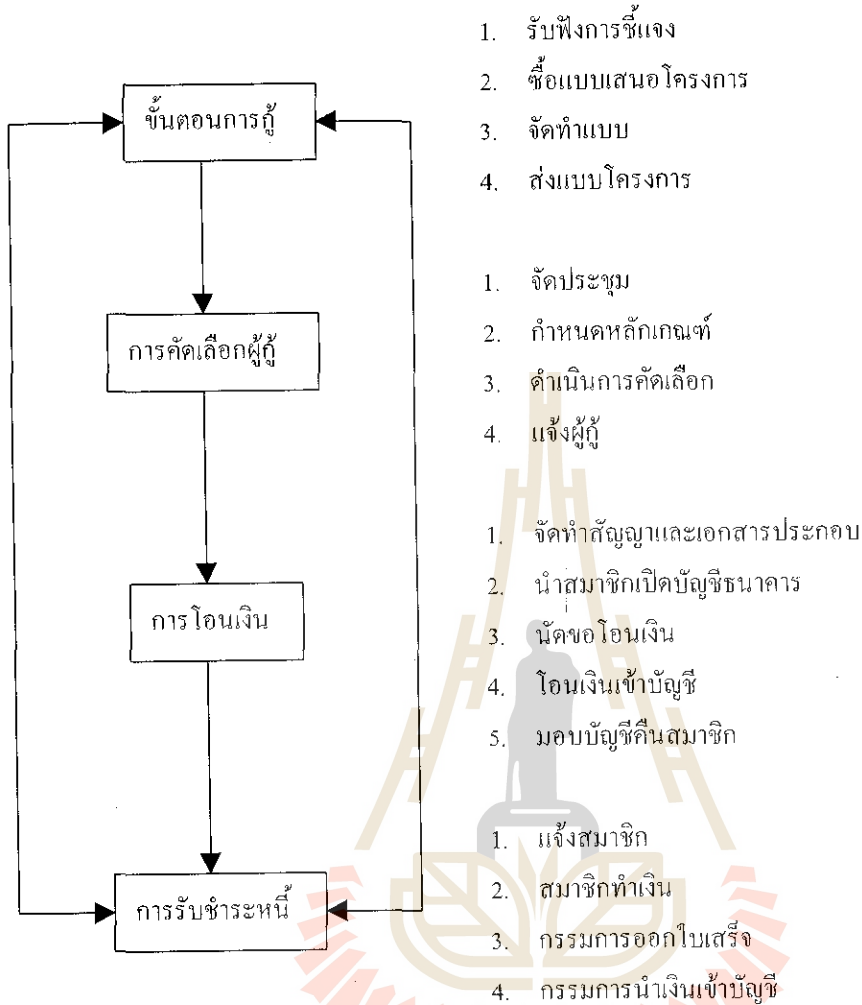 ขั้นตอนการกู้
1. รับฟังการชี้แจง
2. ซื้อแบบเสนอโครงการ
3. จัดทำแบบ
4. ส่งแบบโครงการ
การคัดเลือกผู้กู้
1. จัดประชุม
2. กำหนดหลักเกณฑ์
3. ดำเนินการคัดเลือก
4. แจ้งผู้กู้
การโอนเงิน
1. จัดทำสัญญาและเอกสารประกอบ
2. นำสมาชิกเปิดบัญชีธนาคาร
3. นัดขอโอนเงิน
4. โอนเงินเข้าบัญชี
5. มอบบัญชีคืนสมาชิก
การรับชำระหนี้
1. แจ้งสมาชิก
2. สมาชิกทำเงิน
3. กรรมการออกใบเสร็จ
4. กรรมการนำเงินเข้าบัญชี